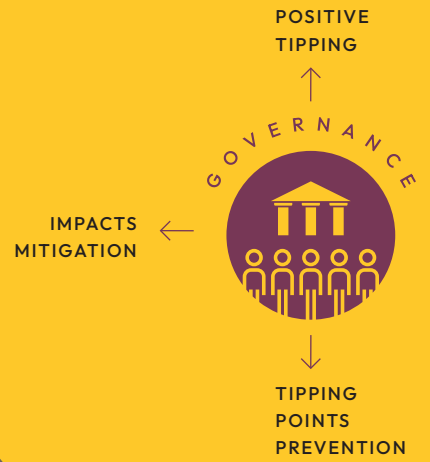 POSITIVE
TIPPING
GOVERNANCE
IMPACTS
MITIGATION
TIPPING
POINTS
PREVENTION